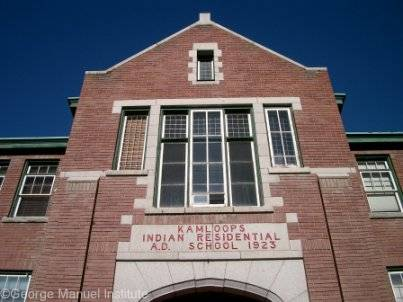 ©George Manuel Institute
KAMLOOPS
INDIAN RESIDENTIAL
A.D. SCHOOL 1923